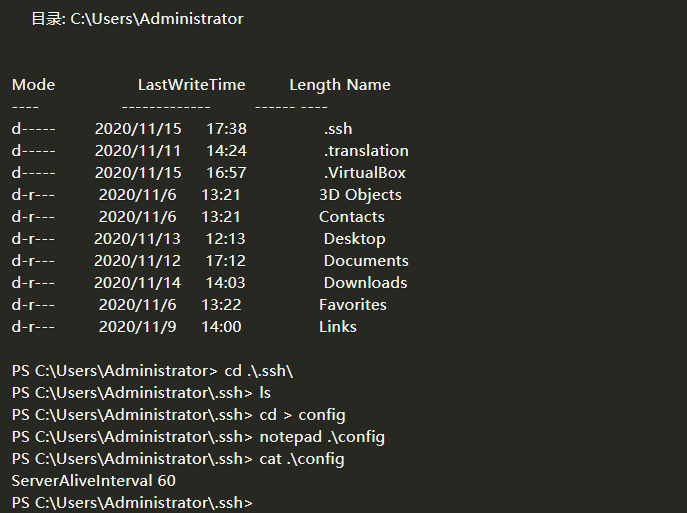 目录: C:\Users\Administrator
Mode LastWriteTime Length Name
---- ------------- ------ ----
d----- 2020/11/15 17:38 .ssh
d----- 2020/11/11 14:24 .translation
d----- 2020/11/15 16:57 .VirtualBox
d-r--- 2020/11/6 13:21 3D Objects
d-r--- 2020/11/6 13:21 Contacts
d-r--- 2020/11/13 12:13 Desktop
d-r--- 2020/11/12 17:12 Documents
d-r--- 2020/11/14 14:03 Downloads
d-r--- 2020/11/6 13:22 Favorites
d-r--- 2020/11/9 14:00 Links
PS C:\Users\Administrator> cd .\.ssh\
PS C:\Users\Administrator\.ssh> ls
PS C:\Users\Administrator\.ssh> cd > config
PS C:\Users\Administrator\.ssh> notepad .\config
PS C:\Users\Administrator\.ssh> cat .\config
ServerAliveInterval 60
PS C:\Users\Administrator\.ssh>